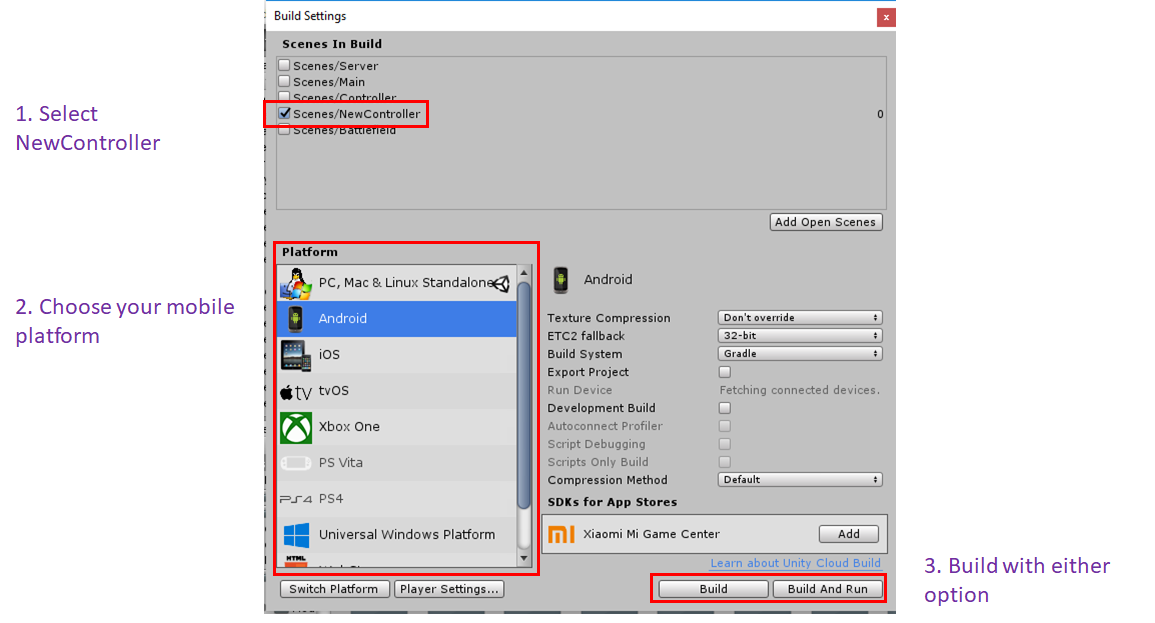 Build Settings
x
Scenes In Build
Scenes/Server
Scenes/Main
Scenes/Controller
1. Select
NewController
Scenes/NewController 0
Scenes/Battlefield
Add Open Scenes
Platform
2. Choose your mobile
platform
PC, Mac & Linux Standalone
Android
iOS
tv tvOS
Xbox One
PS Vita
PS4 PS4
Universal Windows Platform
HTML
Android
Texture Compression Don't override
ETC2 fallback 32-bit
Build System Gradle
Export Project
Run Device Fetching connected devices.
Development Build
Autoconnect Profiler
Script Debugging
Scripts Only Build
Compression Method Default
SDKs for App Stores
mi Xiaomi Mi Game Center Add
Learn about Unity Cloud Build
Switch Platform Player Settings... Build Build And Run
3. Build with either
option